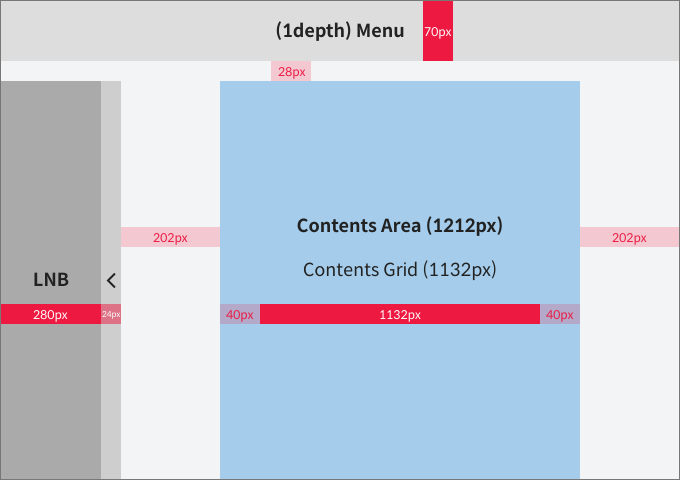 (1depth) Menu
70px
28px
Contents Area (1212px)
202px
202px
Contents Grid (1132px)
LNB
280px
24px
40px
1132px
40px